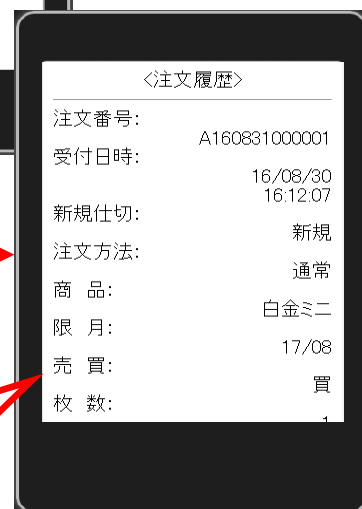 〈注文履歴〉
注文番号:
A160831000001
受付日時:
16/08/30
16:12:07
新規仕切:
新規
注文方法:
通常
商 品:
白金ミニ
限 月:
17/08
売 買:
買
枚 数:
1